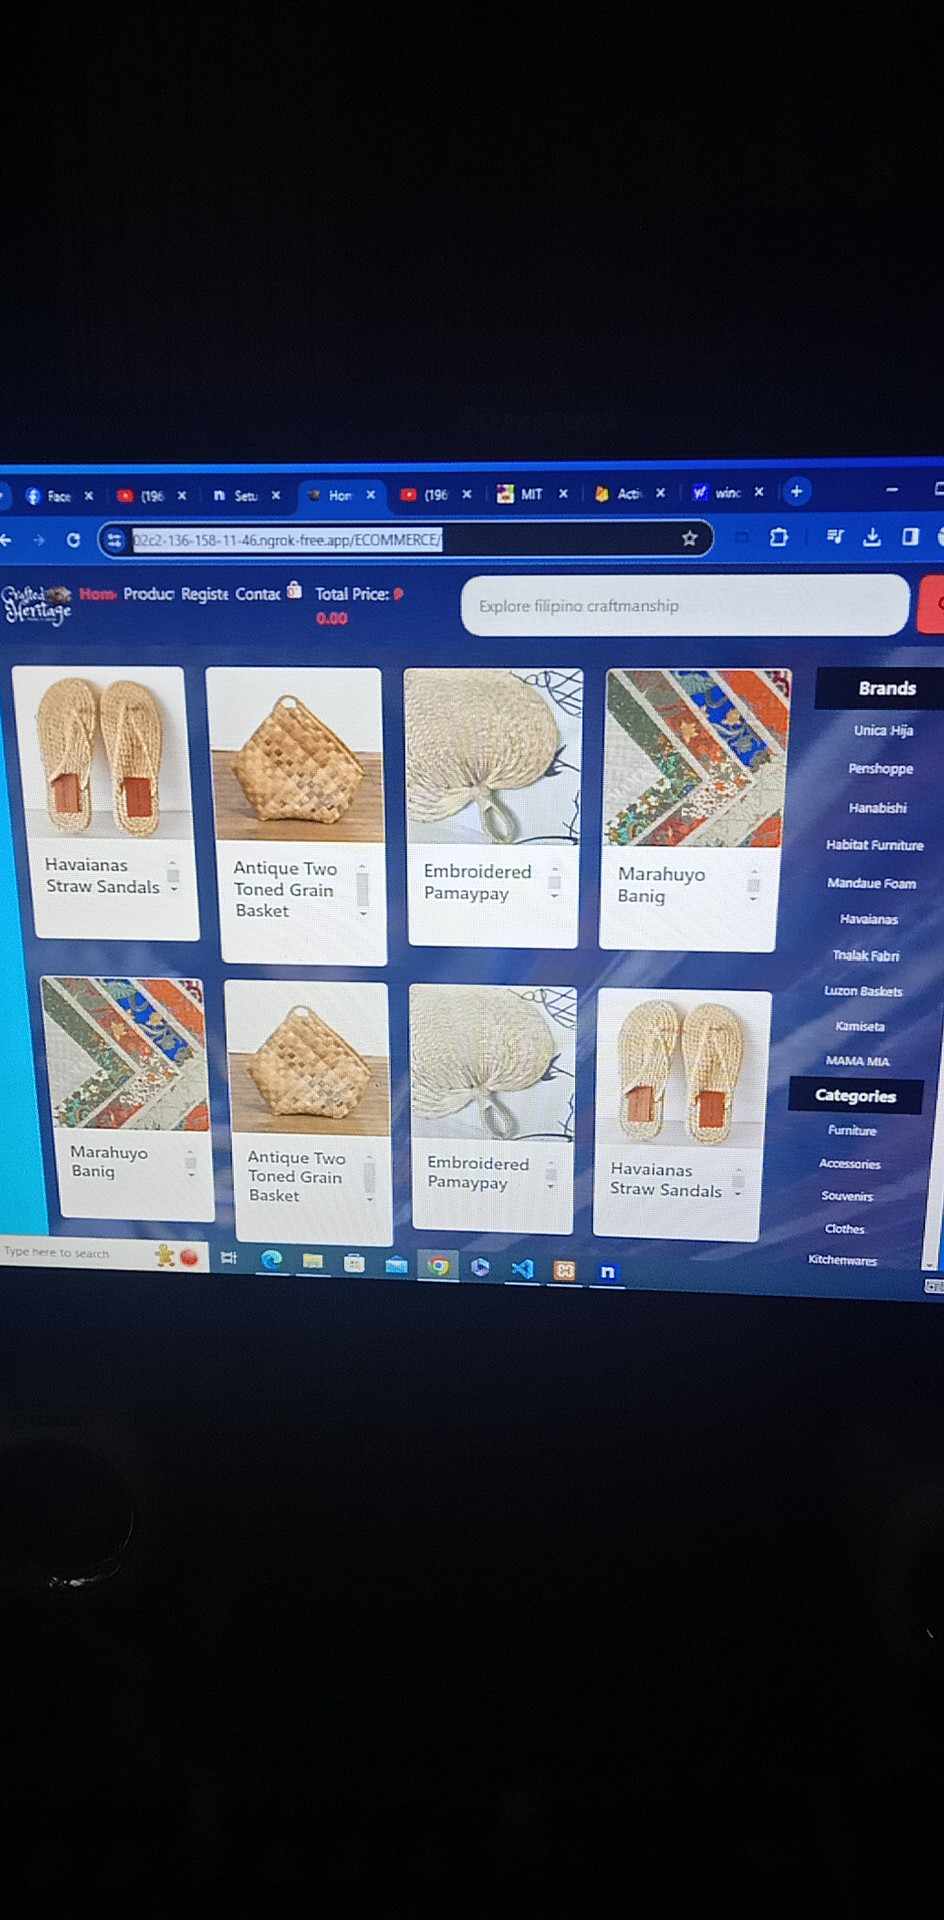 Face
(196
Setu
Hon
(196
MIT
Acti
winc
02c2-136-158-11-46.ngrok-free.app/ECOMMERCE/
Crafted
Heritage
Hom
Produc
Registe
Contac
Total Price:
0.00
Explore filipino craftmanship
Havaianas
Straw Sandals
Antique Two
Toned Grain
Basket
Embroidered
Pamaypay
Marahuyo
Banig
Marahuyo
Banig
Antique Two
Toned Grain
Basket
Embroidered
Pamaypay
Havaianas
Straw Sandals
Brands
Unica Hija
Penshoppe
Hanabishi
Habitat Furniture
Mandaue Foam
Havaianas
Tnalak Fabri
Luzon Baskets
Kamiseta
MAMA MIA
Categories
Furniture
Accessories
Souvenirs
Clothes
Kitchenwares
Type here to search